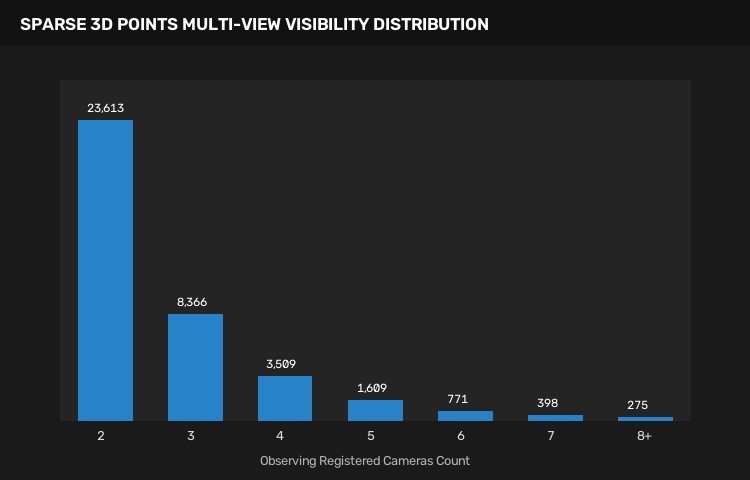 SPARSE 3D POINTS MULTI-VIEW VISIBILITY DISTRIBUTION
23,613
8,366
3,509
1,609
771
398
275
2 3 4 5 6 7 8+
Observing Registered Cameras Count